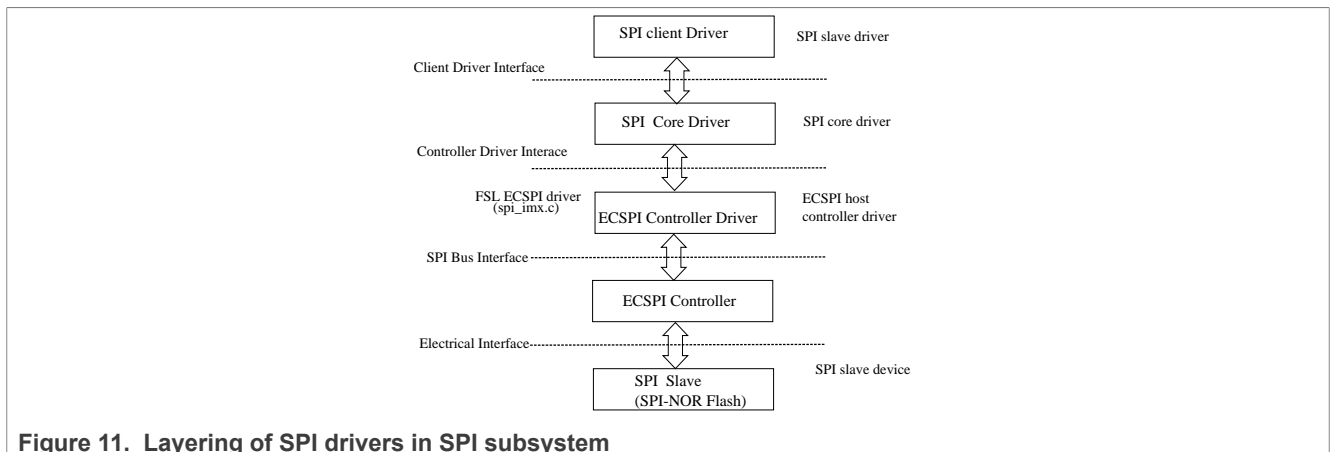 SPI client Driver
SPI slave driver
Client Driver Interface
SPI Core Driver
SPI core driver
Controller Driver Interace
FSL ECSPI driver
(spi_imx.c)
ECSPI Controller Driver
ECSPI host
controller driver
SPI Bus Interface
ECSPI Controller
Electrical Interface
SPI Slave
(SPI-NOR Flash)
SPI slave device
Figure 11. Layering of SPI drivers in SPI subsystem